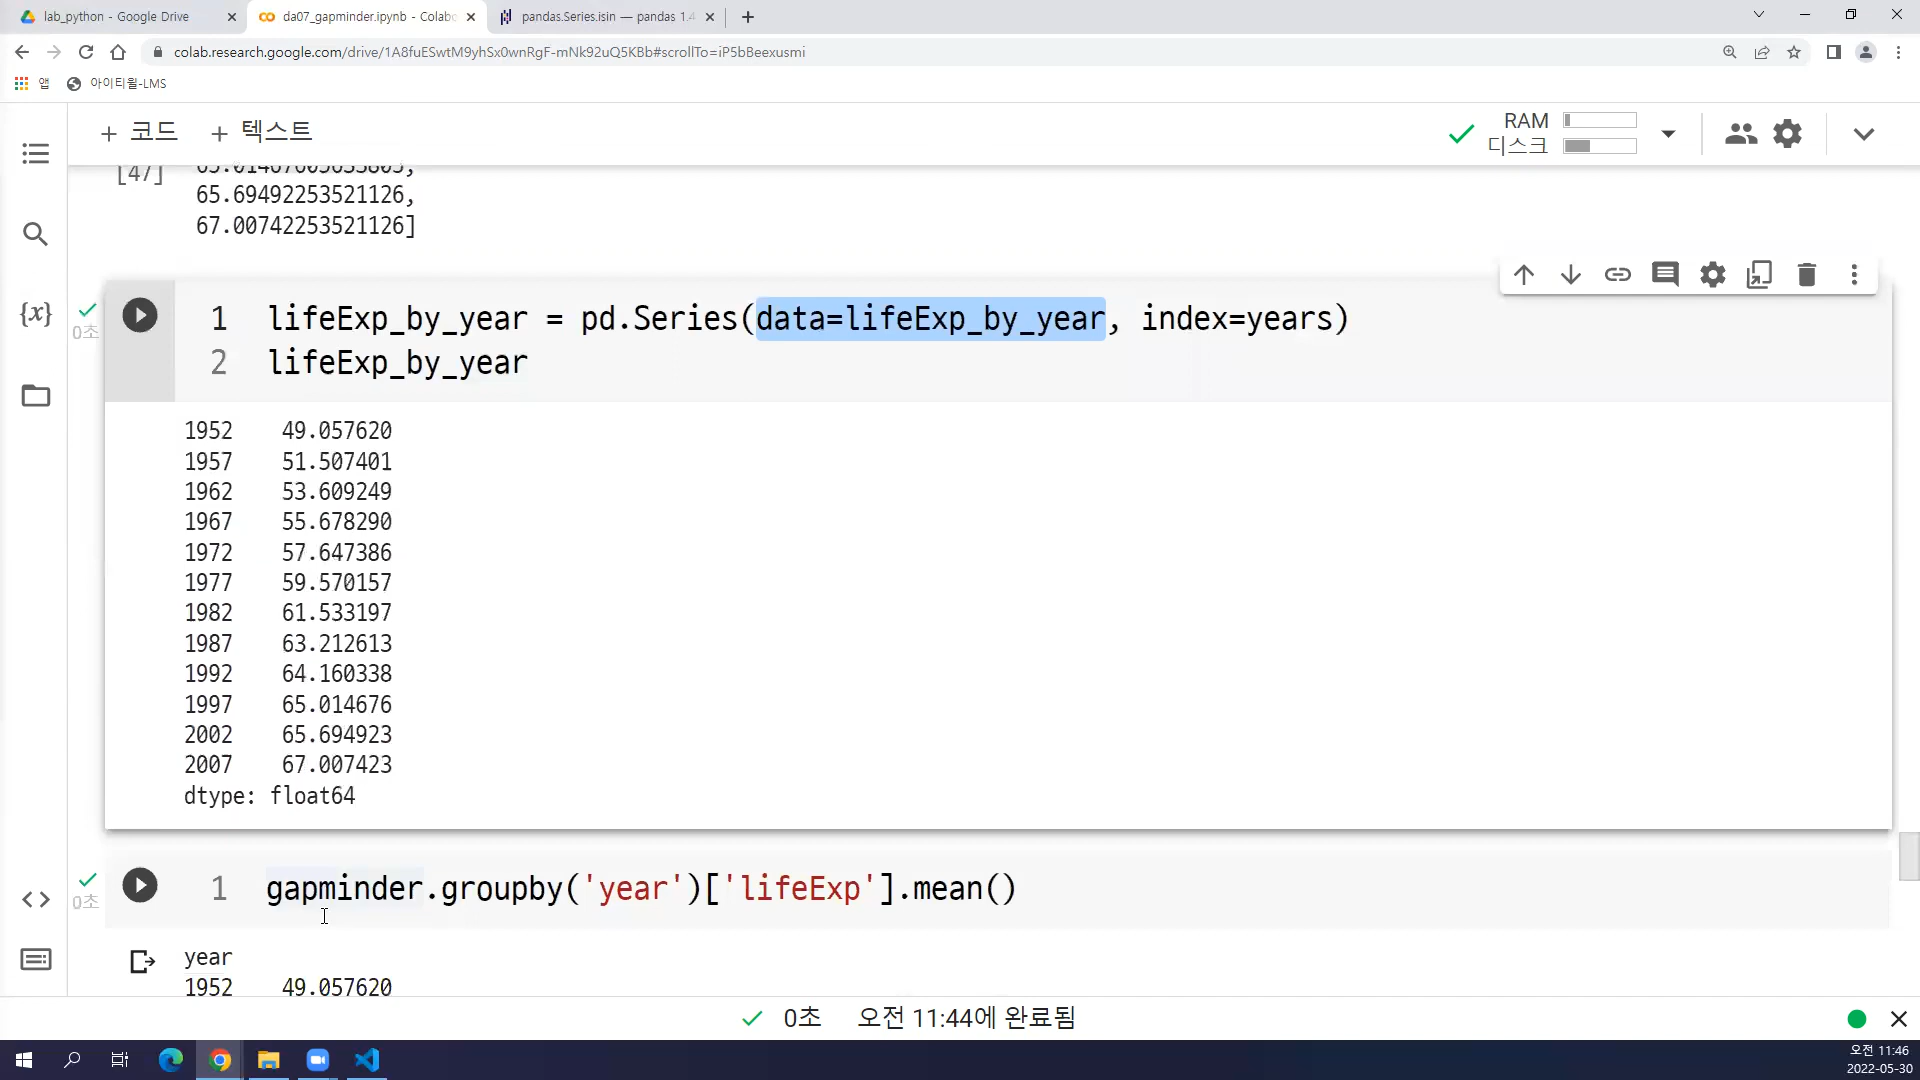 lab_python - Google Drive
da07_gapminder.ipynb - Colabo
pandas.Series.isin — pandas 1.4
colab.research.google.com/drive/1A8fuESwtM9yhSx0wnRgF-mNk92uQ5KBb#scrollTo=iP5bBeexusmi
앱
아이티윌-LMS
+ 코드
+ 텍스트
RAM
디스크
[47]
65.01467605633803,
65.69492253521126,
67.00742253521126]
{x}
0초
1 lifeExp_by_year = pd.Series(data=lifeExp_by_year, index=years)
2 lifeExp_by_year
1952 49.057620
1957 51.507401
1962 53.609249
1967 55.678290
1972 57.647386
1977 59.570157
1982 61.533197
1987 63.212613
1992 64.160338
1997 65.014676
2002 65.694923
2007 67.007423
dtype: float64
0초
1 gapminder.groupby('year')['lifeExp'].mean()
year
1952 49.057620
0초 오전 11:44에 완료됨
오전 11:46
2022-05-30